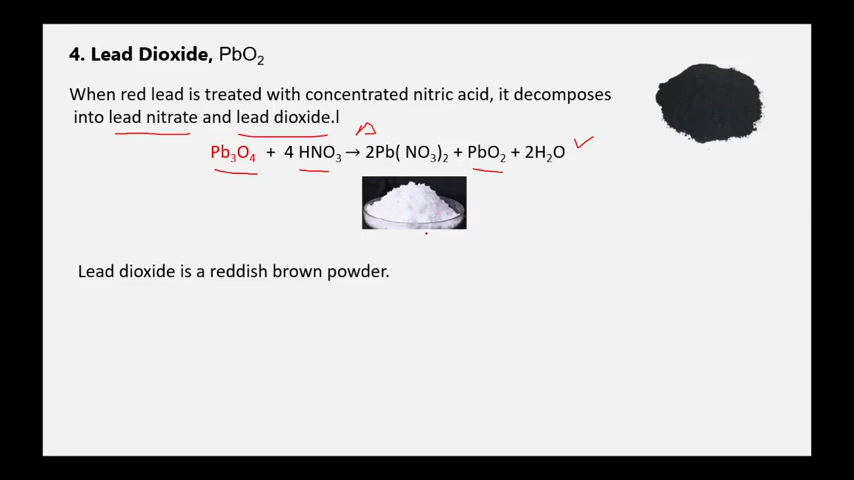 4. Lead Dioxide, PbO₂
When red lead is treated with concentrated nitric acid, it decomposes
into lead nitrate and lead dioxide.l
Pb₃O₄ + 4 HNO₃ → 2Pb( NO₃)₂ + PbO₂ + 2H₂O
Lead dioxide is a reddish brown powder.